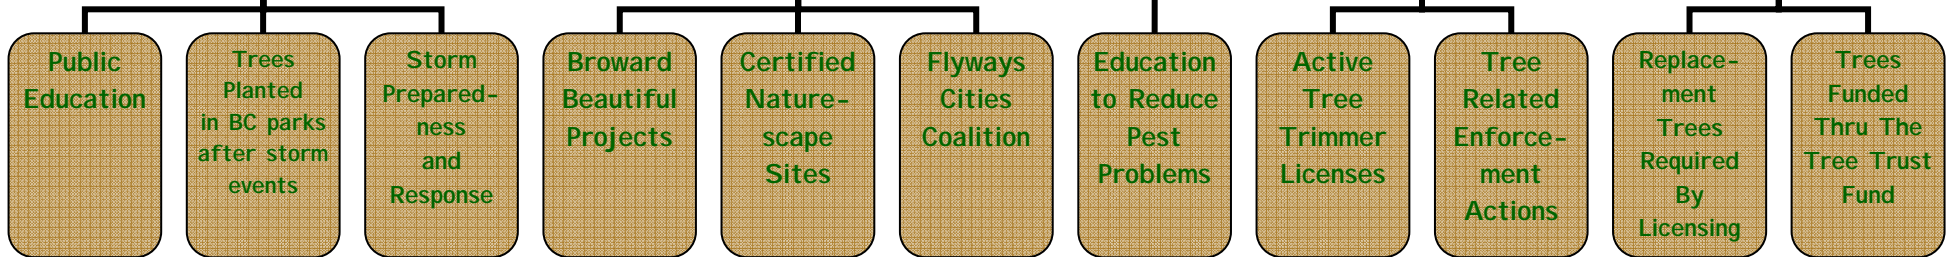 Public
Education
Trees
Planted
in BC parks
after storm
events
Storm
Prepared-
ness
and
Response
Broward
Beautiful
Projects
Certified
Nature-
scape
Sites
Flyways
Cities
Coalition
Education
to Reduce
Pest
Problems
Active
Tree
Trimmer
Licenses
Tree
Related
Enforce-
ment
Actions
Replace-
ment
Trees
Required
By
Licensing
Trees
Funded
Thru The
Tree Trust
Fund